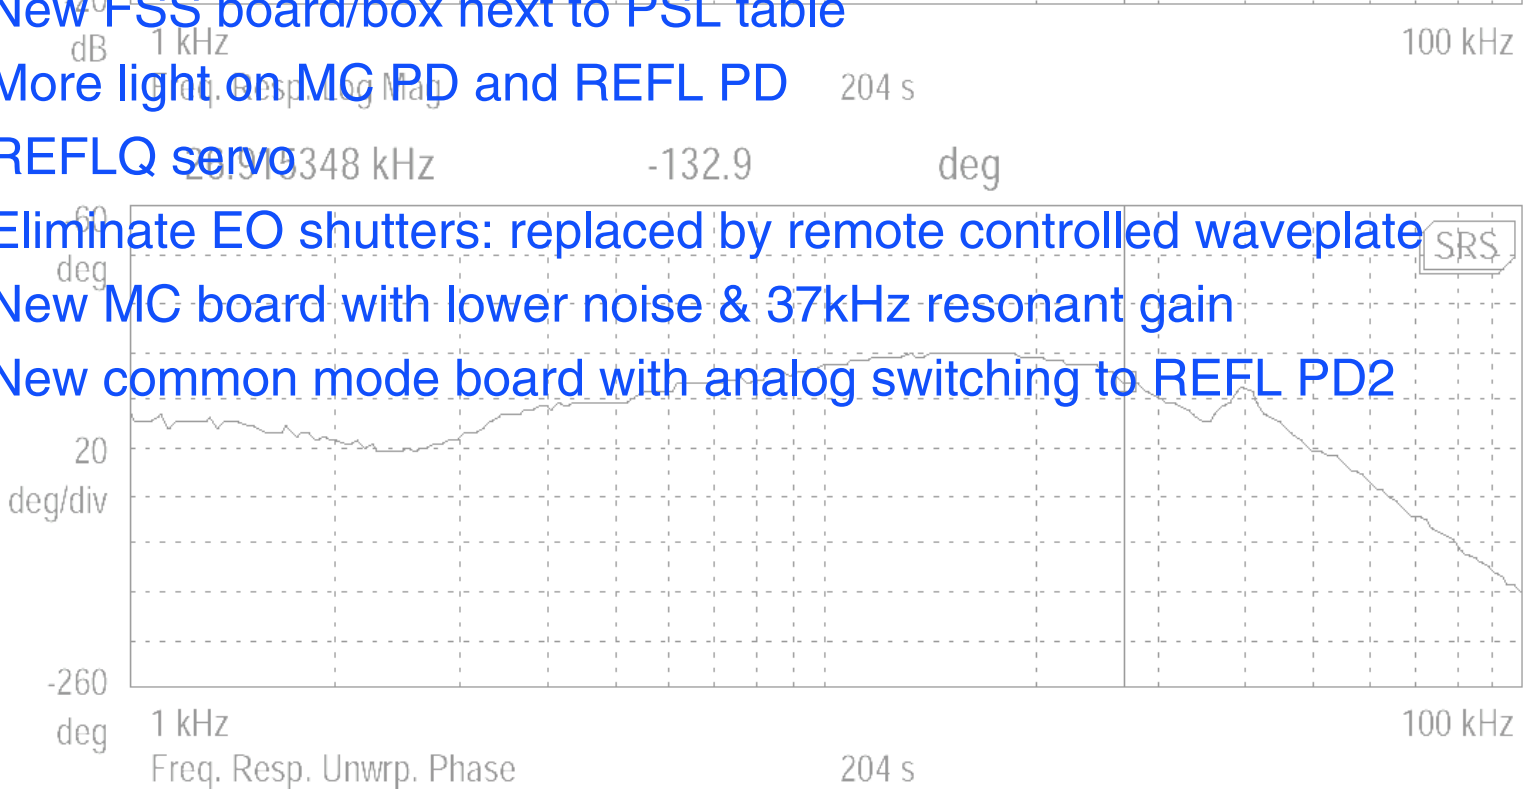 20
New FSS board/box next to PSL table
dB 1 kHz 100 kHz
More light on MC PD and REFL PD
Freq. Resp. Log Mag 204 s
REFLQ servo
.915348 kHz -132.9 deg
-60
Eliminate EO shutters: replaced by remote controlled waveplate
SRS
deg
New MC board with lower noise & 37kHz resonant gain
New common mode board with analog switching to REFL PD2
20
deg/div
-260
deg 1 kHz 100 kHz
Freq. Resp. Unwrp. Phase 204 s